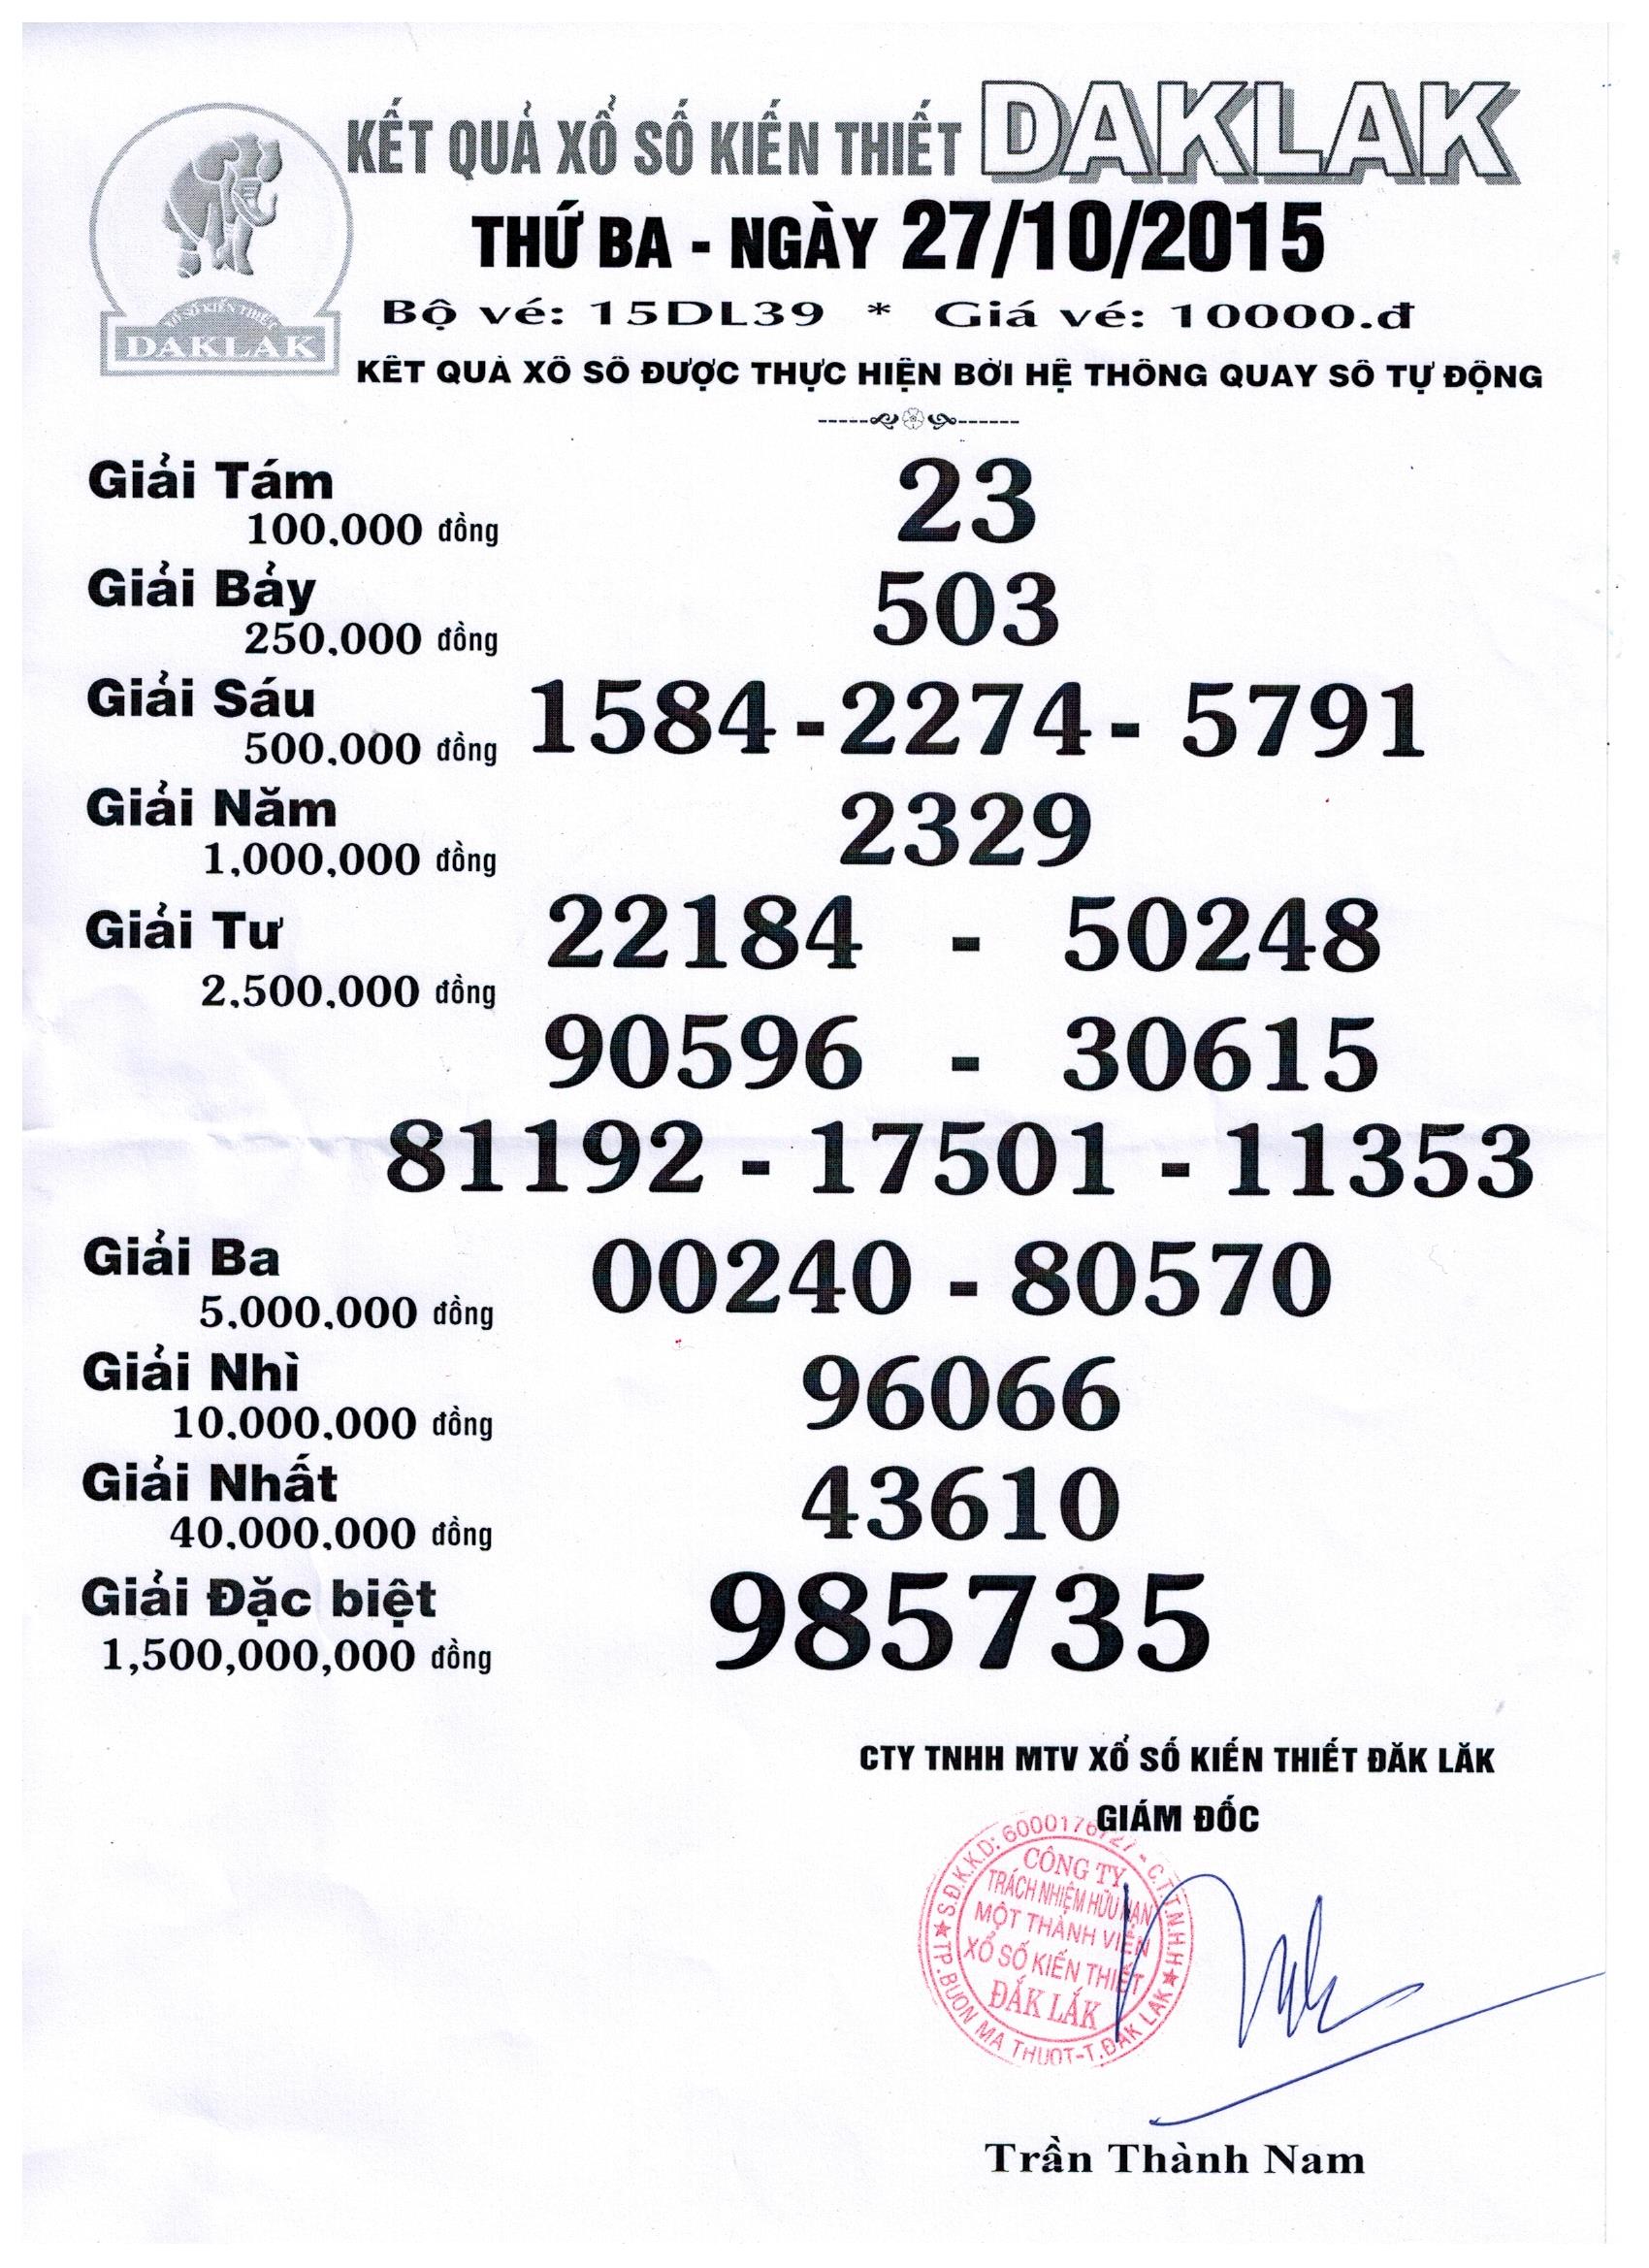 KẾT QUẢ XỔ SỐ KIẾN THIẾT DAKLAK
THỨ BA - NGÀY 27/10/2015
XỔ SỐ KIẾN THIẾT
DAKLAK
Bộ vé: 15DL39 * Giá vé: 10000.đ
KẾT QUẢ XỔ SỐ ĐƯỢC THỰC HIỆN BỞI HỆ THỐNG QUAY SỐ TỰ ĐỘNG
Giải Tám 23
100.000 đồng
Giải Bảy 503
250.000 đồng
Giải Sáu 1584 - 2274 - 5791
500.000 đồng
Giải Năm 2329
1.000.000 đồng
Giải Tư 22184 - 50248
2.500.000 đồng
90596 - 30615
81192 - 17501 - 11353
Giải Ba 00240 - 80570
5.000.000 đồng
Giải Nhì 96066
10.000.000 đồng
Giải Nhất 43610
40.000.000 đồng
Giải Đặc biệt 985735
1,500,000,000 đồng
CTY TNHH MTV XỔ SỐ KIẾN THIẾT ĐĂK LĂK
GIÁM ĐỐC
S.Đ.K.K.D: 6000176727 - C.T.T.N.H.H
CÔNG TY
TRÁCH NHIỆM HỮU HẠN
MỘT THÀNH VIÊN
XỔ SỐ KIẾN THIẾT
ĐẮK LẮK
TP.BUÔN MA THUỘT-T.ĐĂK LĂK
Trần Thành Nam